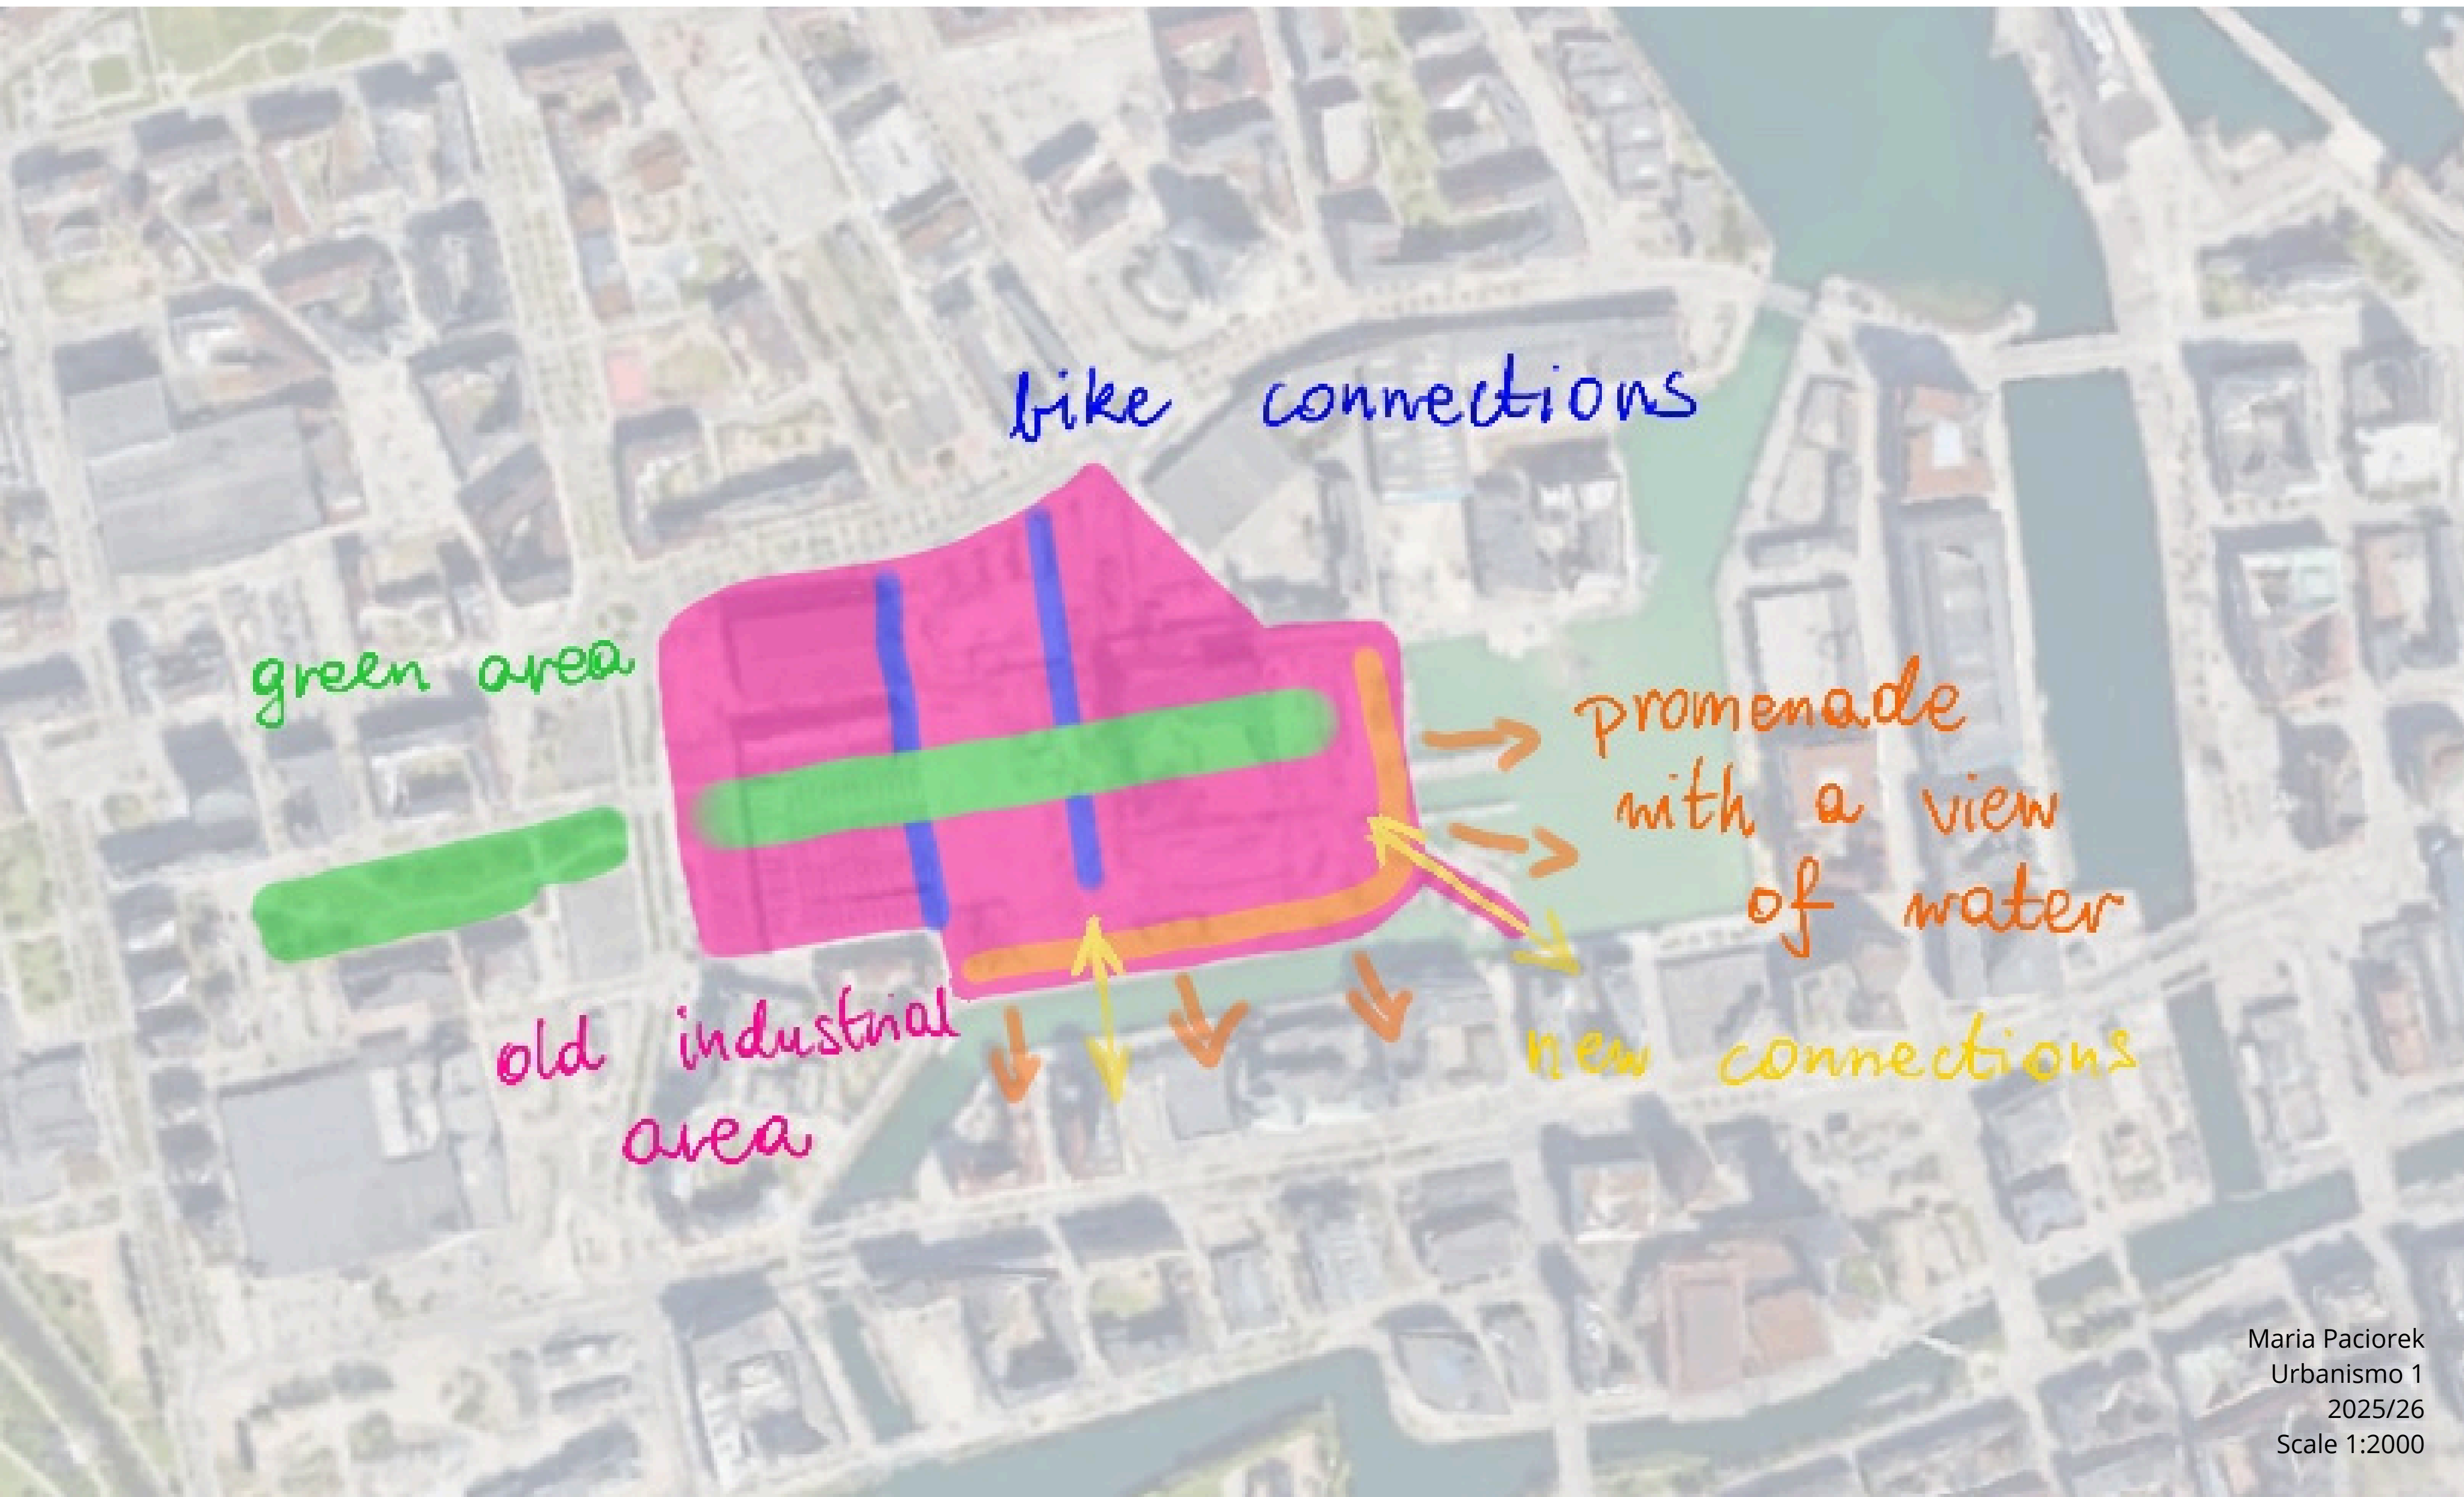 bike connections
green area
promenade
with a view
of water
old industrial
area
new connections
Maria Paciorek
Urbanismo 1
2025/26
Scale 1:2000